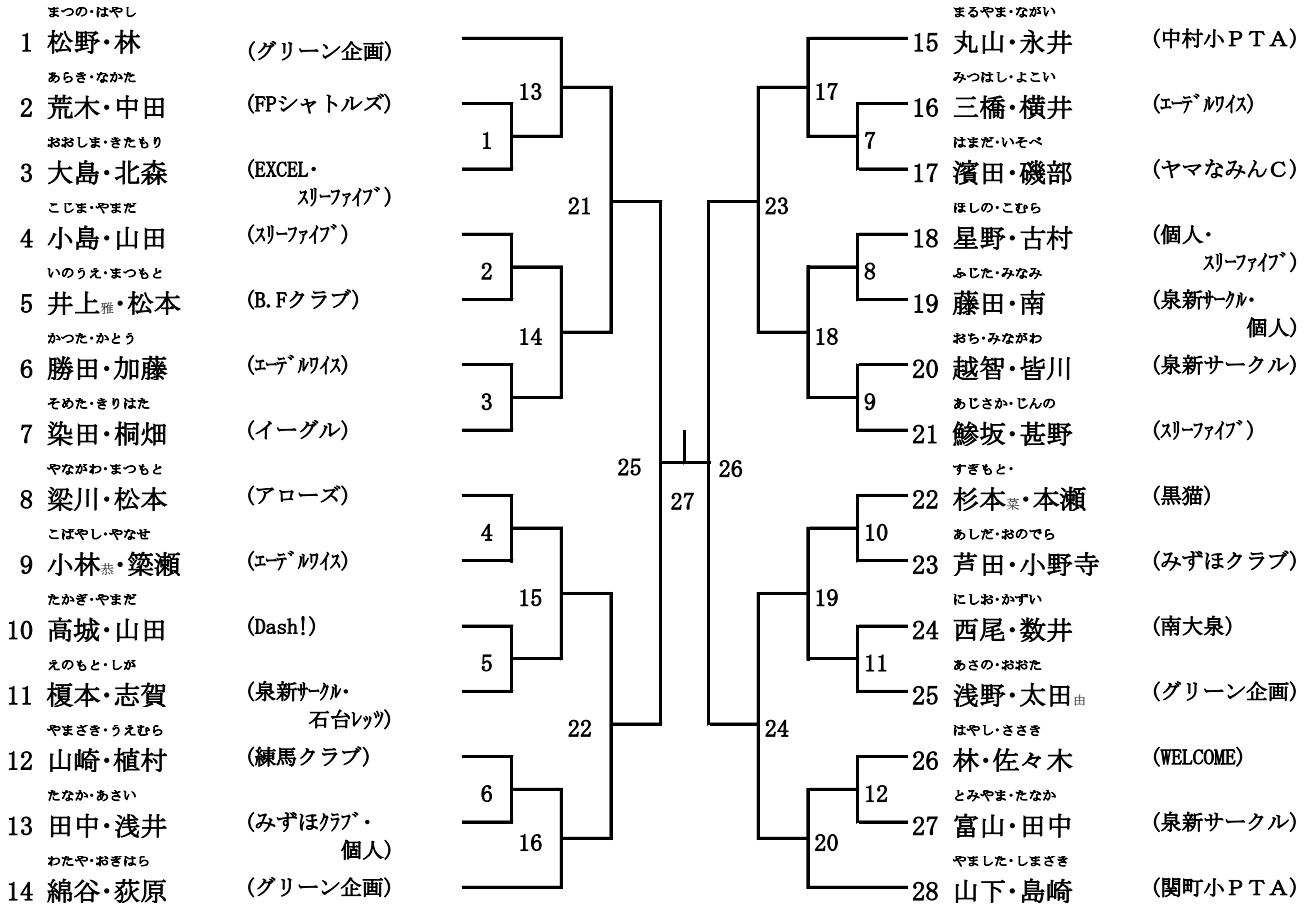 まつの・はやし
1 松野・林 (グリーン企画)
あらき・なかた
2 荒木・中田 (FPシャトルズ)
おおしま・きたもり
3 大島・北森 (EXCEL・
ｽﾘｰﾌｧｲﾌﾞ)
こじま・やまだ
4 小島・山田 (ｽﾘｰﾌｧｲﾌﾞ)
いのうえ・まつもと
5 井上雅・松本 (B.Fクラブ)
かつた・かとう
6 勝田・加藤 (ｴｰﾃﾞﾙﾜｲｽ)
そめた・きりはた
7 染田・桐畑 (イーグル)
やながわ・まつもと
8 梁川・松本 (アローズ)
こばやし・やなせ
9 小林恭・簗瀬 (ｴｰﾃﾞﾙﾜｲｽ)
たかぎ・やまだ
10 高城・山田 (Dash!)
えのもと・しが
11 榎本・志賀 (泉新ｻｰｸﾙ・
石台ﾚｯﾂ)
やまざき・うえむら
12 山崎・植村 (練馬クラブ)
たなか・あさい
13 田中・浅井 (みずほｸﾗﾌﾞ・
個人)
わたや・おぎはら
14 綿谷・荻原 (グリーン企画)
13
1
21
2
14
3
25
4
15
5
22
6
16
27
17
7
23
8
18
9
26
10
19
11
24
12
20
まるやま・ながい
15 丸山・永井 (中村小ＰＴＡ)
みつはし・よこい
16 三橋・横井 (ｴｰﾃﾞﾙﾜｲｽ)
はまだ・いそべ
17 濱田・磯部 (ヤマなみんＣ)
ほしの・こむら
18 星野・古村 (個人・
ｽﾘｰﾌｧｲﾌﾞ)
ふじた・みなみ
19 藤田・南 (泉新ｻｰｸﾙ・
個人)
おち・みながわ
20 越智・皆川 (泉新サークル)
あじさか・じんの
21 鯵坂・甚野 (ｽﾘｰﾌｧｲﾌﾞ)
すぎもと・
22 杉本菜・本瀬 (黒猫)
あしだ・おのでら
23 芦田・小野寺 (みずほクラブ)
にしお・かずい
24 西尾・数井 (南大泉)
あさの・おおた
25 浅野・太田由 (グリーン企画)
はやし・ささき
26 林・佐々木 (WELCOME)
とみやま・たなか
27 富山・田中 (泉新サークル)
やました・しまざき
28 山下・島崎 (関町小ＰＴＡ)